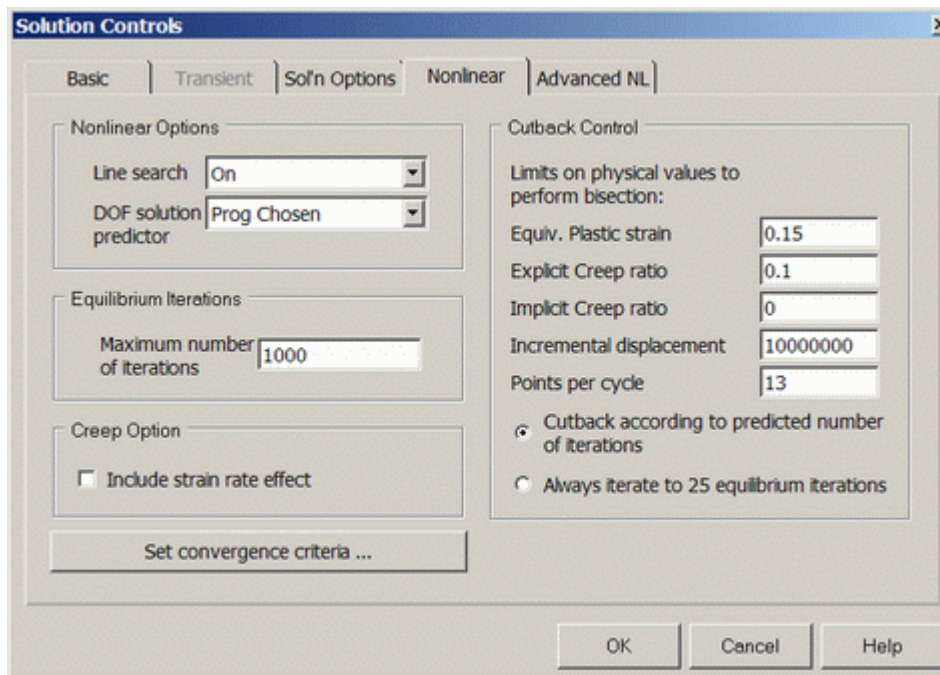 Solution Controls
Basic
Transient
Sol'n Options
Nonlinear
Advanced NL
Nonlinear Options
Line search
On
DOF solution
predictor
Prog Chosen
Equilibrium Iterations
Maximum number
of iterations
1000
Creep Option
Include strain rate effect
Set convergence criteria ...
Cutback Control
Limits on physical values to
perform bisection:
Equiv. Plastic strain
0.15
Explicit Creep ratio
0.1
Implicit Creep ratio
0
Incremental displacement
10000000
Points per cycle
13
Cutback according to predicted number
of iterations
Always iterate to 25 equilibrium iterations
OK
Cancel
Help